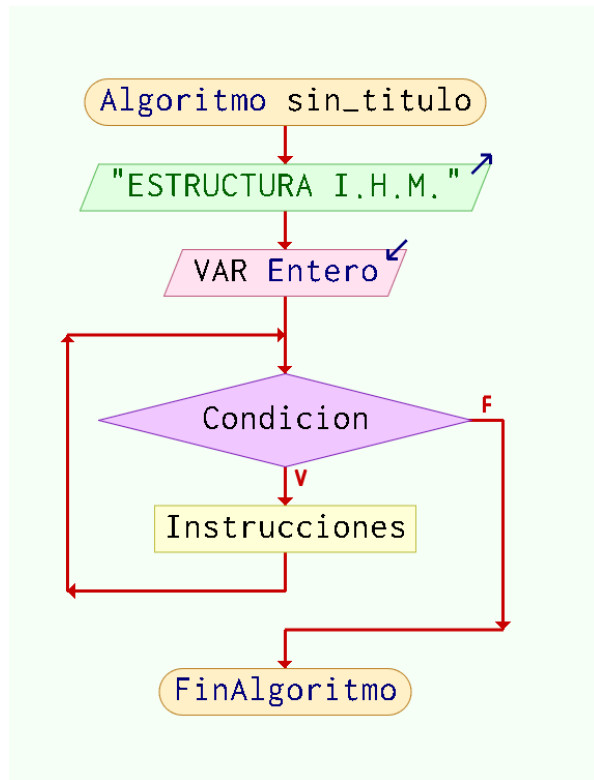 Algoritmo sin_titulo
"ESTRUCTURA I.H.M."
VAR Entero
Condicion
F
V
Instrucciones
FinAlgoritmo